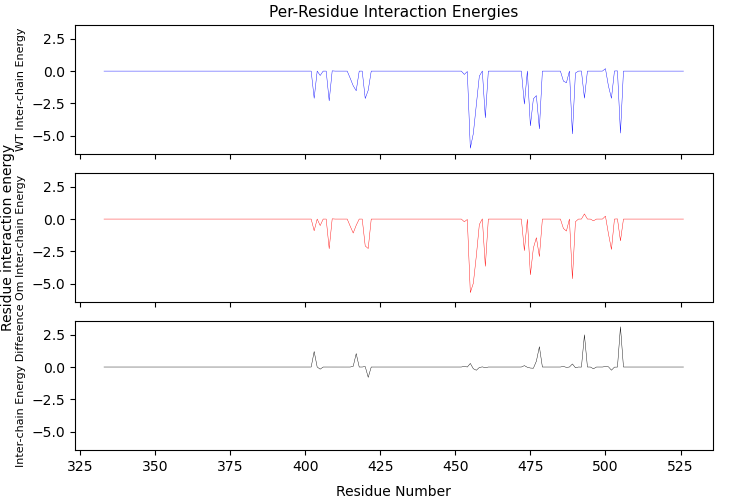 Per-Residue Interaction Energies
Residue interaction energy
WT Inter-chain Energy
2.5
0.0
−2.5
−5.0
Om Inter-chain Energy
2.5
0.0
−2.5
−5.0
Inter-chain Energy Difference
2.5
0.0
−2.5
−5.0
325 350 375 400 425 450 475 500 525
Residue Number